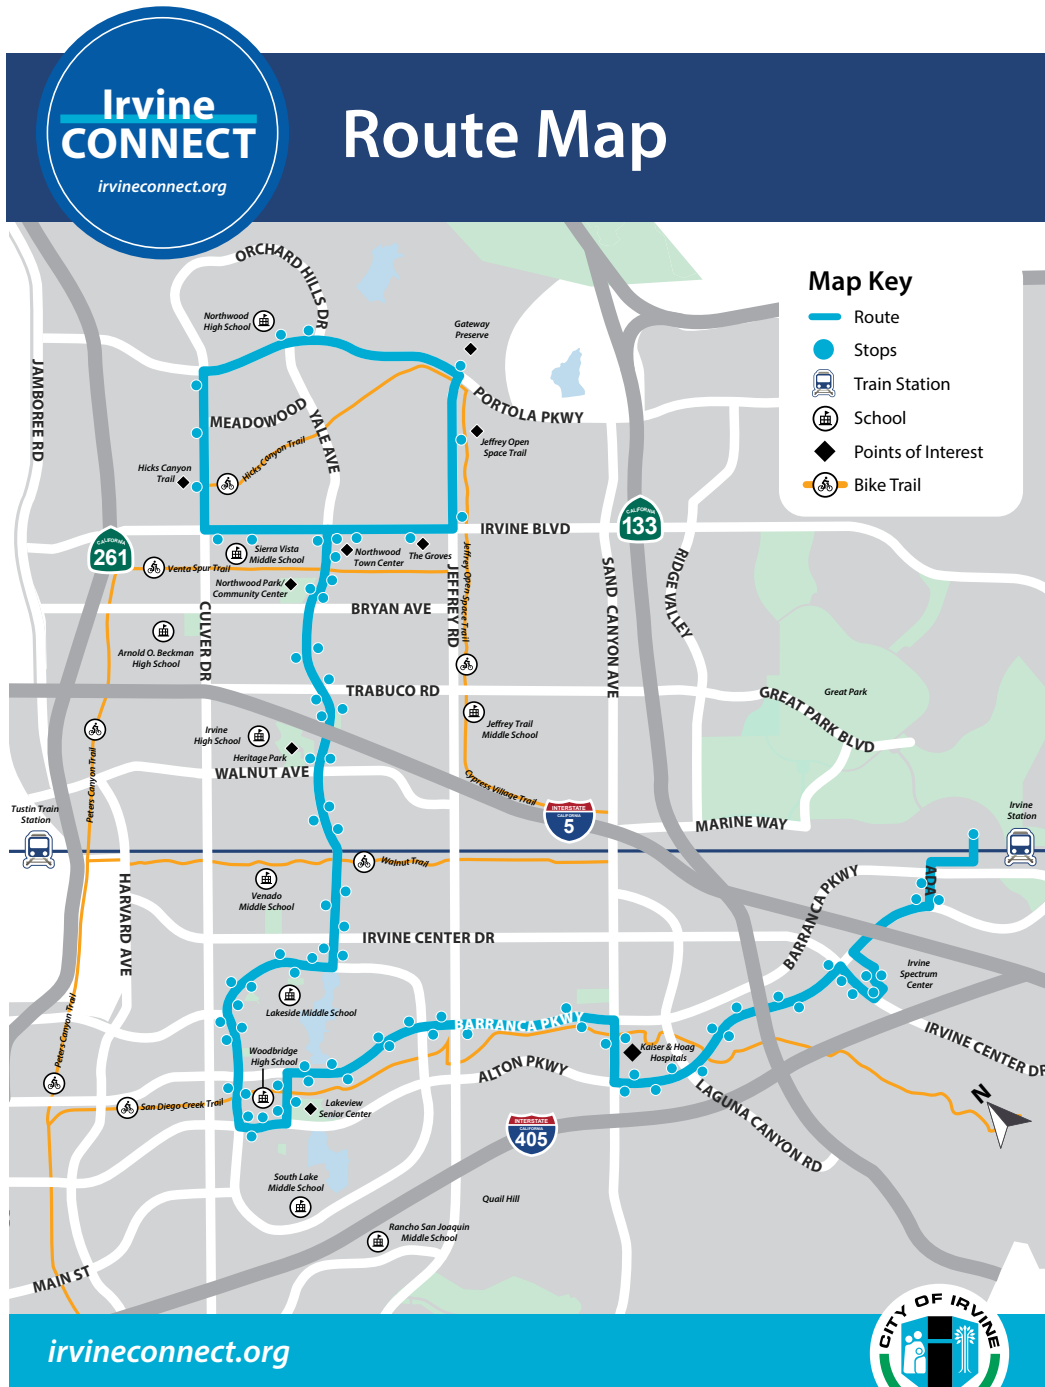 Irvine
CONNECT
irvineconnect.org
Route Map
Map Key
Route
Stops
Train Station
School
Points of Interest
Bike Trail
ORCHARD HILLS DR
Northwood
High School
Gateway
Preserve
JAMBOREE RD
MEADOWOOD
YALE AVE
PORTOLA PKWY
Jeffrey Open
Space Trail
Hicks Canyon
Trail
Hicks Canyon Trail
CALIFORNIA
261
CALIFORNIA
133
IRVINE BLVD
Sierra Vista
Middle School
Northwood
Town Center
The Groves
Venta Spur Trail
Northwood Park/
Community Center
Jeffrey Open Space Trail
JEFFREY RD
SAND CANYON AVE
RIDGE VALLEY
BRYAN AVE
CULVER DR
Arnold O. Beckman
High School
TRABUCO RD
GREAT PARK BLVD
Great Park
Irvine
High School
Heritage Park
Jeffrey Trail
Middle School
WALNUT AVE
Peters Canyon Trail
Cypress Village Trail
INTERSTATE
CALIFORNIA
5
MARINE WAY
Tustin Train
Station
Irvine
Station
Walnut Trail
HARVARD AVE
Venado
Middle School
BARRANCA PKWY
ADA
IRVINE CENTER DR
Irvine
Spectrum
Center
Lakeside Middle School
Peters Canyon Trail
BARRANCA PKWY
Woodbridge
High School
Kaiser & Hoag
Hospitals
ALTON PKWY
IRVINE CENTER DR
San Diego Creek Trail
Lakeview
Senior Center
LAGUNA CANYON RD
N
INTERSTATE
CALIFORNIA
405
South Lake
Middle School
Quail Hill
Rancho San Joaquin
Middle School
MAIN ST
irvineconnect.org
CITY OF IRVINE